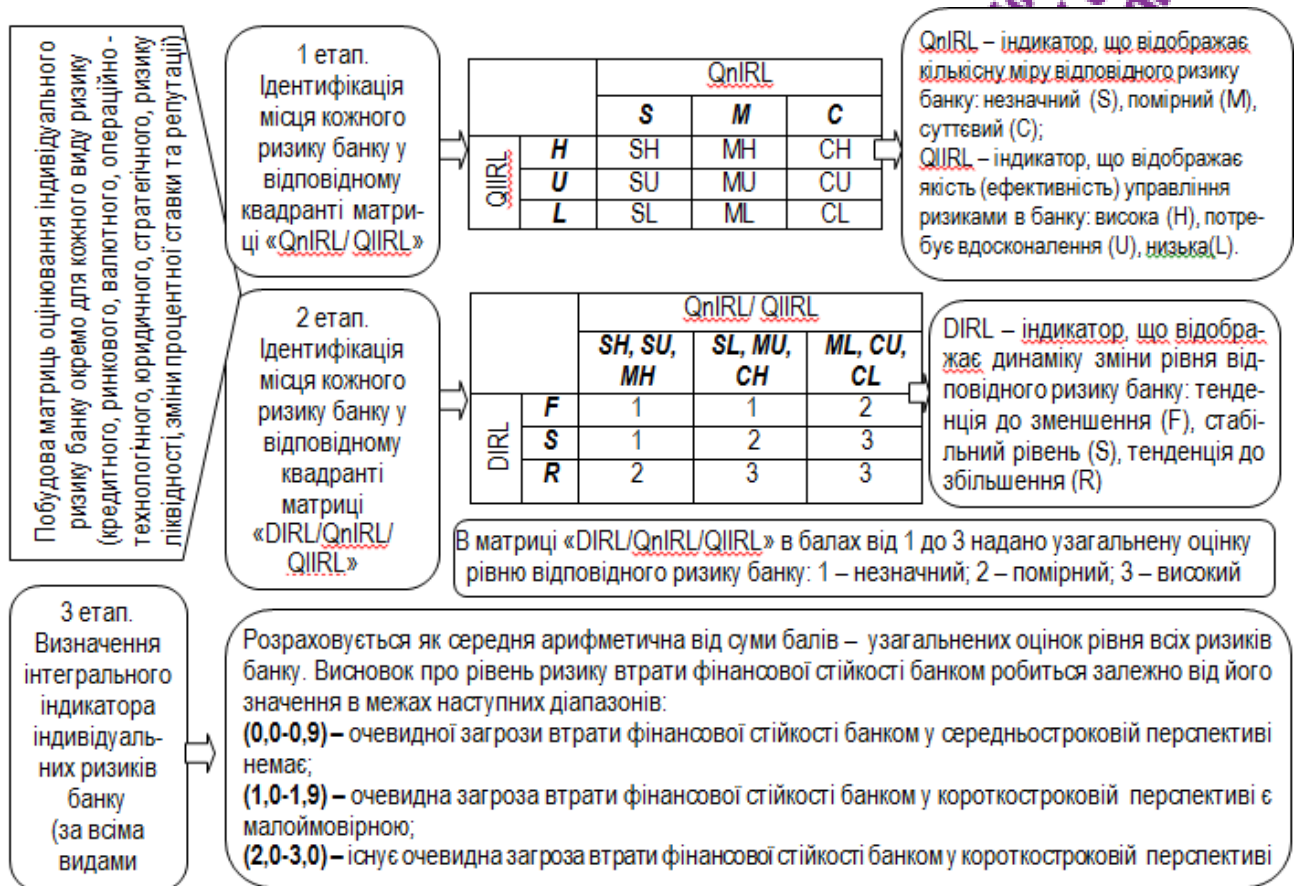 Побудова матриць оцінювання індивідуального
ризику банку окремо для кожного виду ризику
(кредитного, ринкового, валютного, операційно -
технологічного, юридичного, стратегічного, ризику
ліквідності, зміни процентної ставки та репутації)
1 етап.
Ідентифікація
місця кожного
ризику банку у
відповідному
квадранті матри-
ці «QnIRL/ QIIRL»
QnIRL
S M C
QIIRL
H SH MH CH
U SU MU CU
L SL ML CL
QnIRL – індикатор, що відображає
кількісну міру відповідного ризику
банку: незначний (S), помірний (M),
суттєвий (C);
QIIRL – індикатор, що відображає
якість (ефективність) управління
ризиками в банку: висока (H), потре-
бує вдосконалення (U), низька(L).
2 етап.
Ідентифікація
місця кожного
ризику банку у
відповідному
квадранті
матриці
«DIRL/QnIRL/
QIIRL»
QnIRL/ QIIRL
SH, SU, SL, MU, ML, CU,
MH CH CL
DIRL
F 1 1 2
S 1 2 3
R 2 3 3
DIRL – індикатор, що відобра-
жає динаміку зміни рівня від-
повідного ризику банку: тенде-
нція до зменшення (F), стабі-
льний рівень (S), тенденція до
збільшення (R)
В матриці «DIRL/QnIRL/QIIRL» в балах від 1 до 3 надано узагальнену оцінку
рівню відповідного ризику банку: 1 – незначний; 2 – помірний; 3 – високий
3 етап.
Визначення
інтегрального
індикатора
індивідуаль-
них ризиків
банку
(за всіма
видами
Розраховується як середня арифметична від суми балів – узагальнених оцінок рівня всіх ризиків
банку. Висновок про рівень ризику втрати фінансової стійкості банком робиться залежно від його
значення в межах наступних діапазонів:
(0,0-0,9) – очевидної загрози втрати фінансової стійкості банком у середньостроковій перспективі
немає;
(1,0-1,9) – очевидна загроза втрати фінансової стійкості банком у короткостроковій перспективі є
малоймовірною;
(2,0-3,0) – існує очевидна загроза втрати фінансової стійкості банком у короткостроковій перспективі